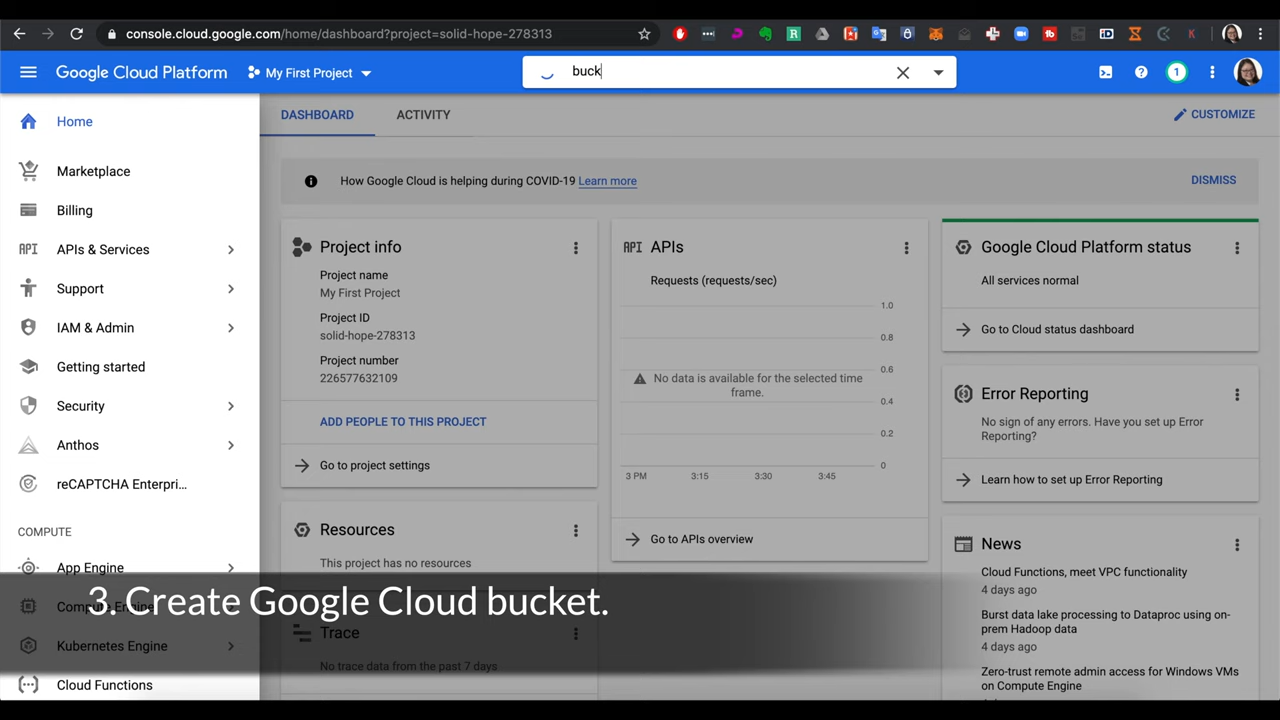 console.cloud.google.com/home/dashboard?project=solid-hope-278313
Google Cloud Platform
My First Project
buck
1
Home
Marketplace
Billing
API
APIs & Services
Support
IAM & Admin
Getting started
Security
Anthos
reCAPTCHA Enterpri...
COMPUTE
App Engine
Compute Engine
Kubernetes Engine
Cloud Functions
DASHBOARD
ACTIVITY
CUSTOMIZE
How Google Cloud is helping during COVID-19 Learn more
DISMISS
Project info
Project name
My First Project
Project ID
solid-hope-278313
Project number
226577632109
ADD PEOPLE TO THIS PROJECT
Go to project settings
Resources
This project has no resources
Trace
No trace data from the past 7 days
API APIs
Requests (requests/sec)
1.0
0.8
0.6
0.4
0.2
0
No data is available for the selected time
frame.
3 PM 3:15 3:30 3:45
Go to APIs overview
Google Cloud Platform status
All services normal
Go to Cloud status dashboard
Error Reporting
No sign of any errors. Have you set up Error
Reporting?
Learn how to set up Error Reporting
News
Cloud Functions, meet VPC functionality
4 days ago
Burst data lake processing to Dataproc using on-
prem Hadoop data
4 days ago
Zero-trust remote admin access for Windows VMs
on Compute Engine
3. Create Google Cloud bucket.